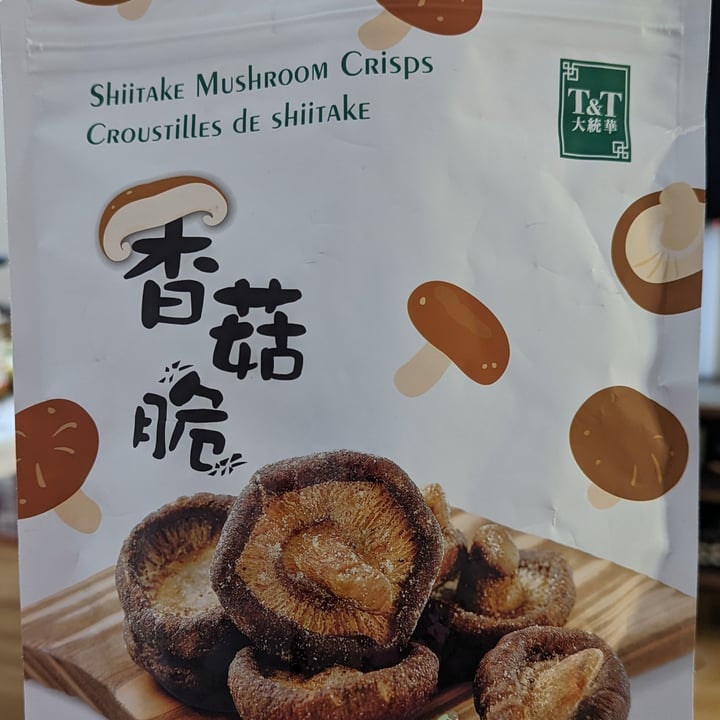 Shiitake Mushroom Crisps
Croustilles de shiitake
T&T
大統華
香
菇
脆